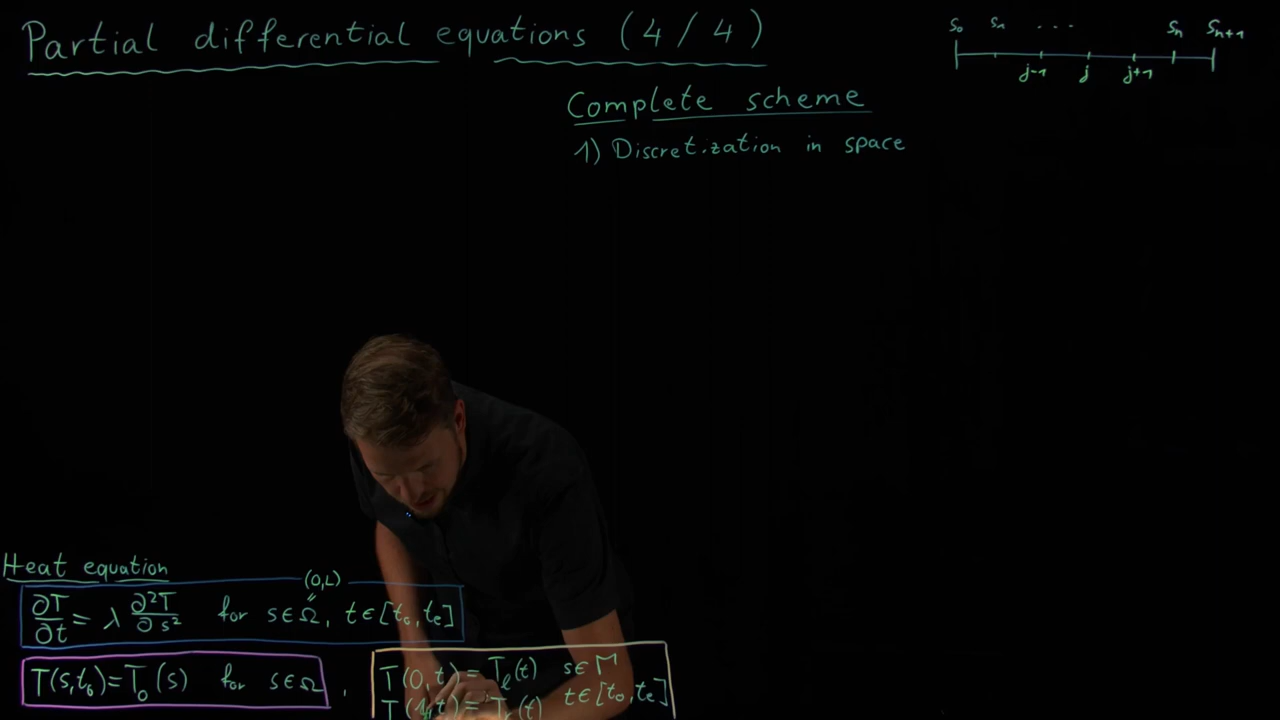 Partial differential equations (4/4)
S₀ S₁ ... Sₙ Sₙ₊₁
j-1 j j+1
Complete scheme
1) Discretization in space
Heat equation
(0,L)
∂T/∂t = λ ∂²T/∂s² for s∈Ω, t∈[t₀,tₑ]
T(s,t₀)=T₀(s) for s∈Ω,
T(0,t)=Tₗ(t) s∈Γ
t∈[t₀,tₑ]